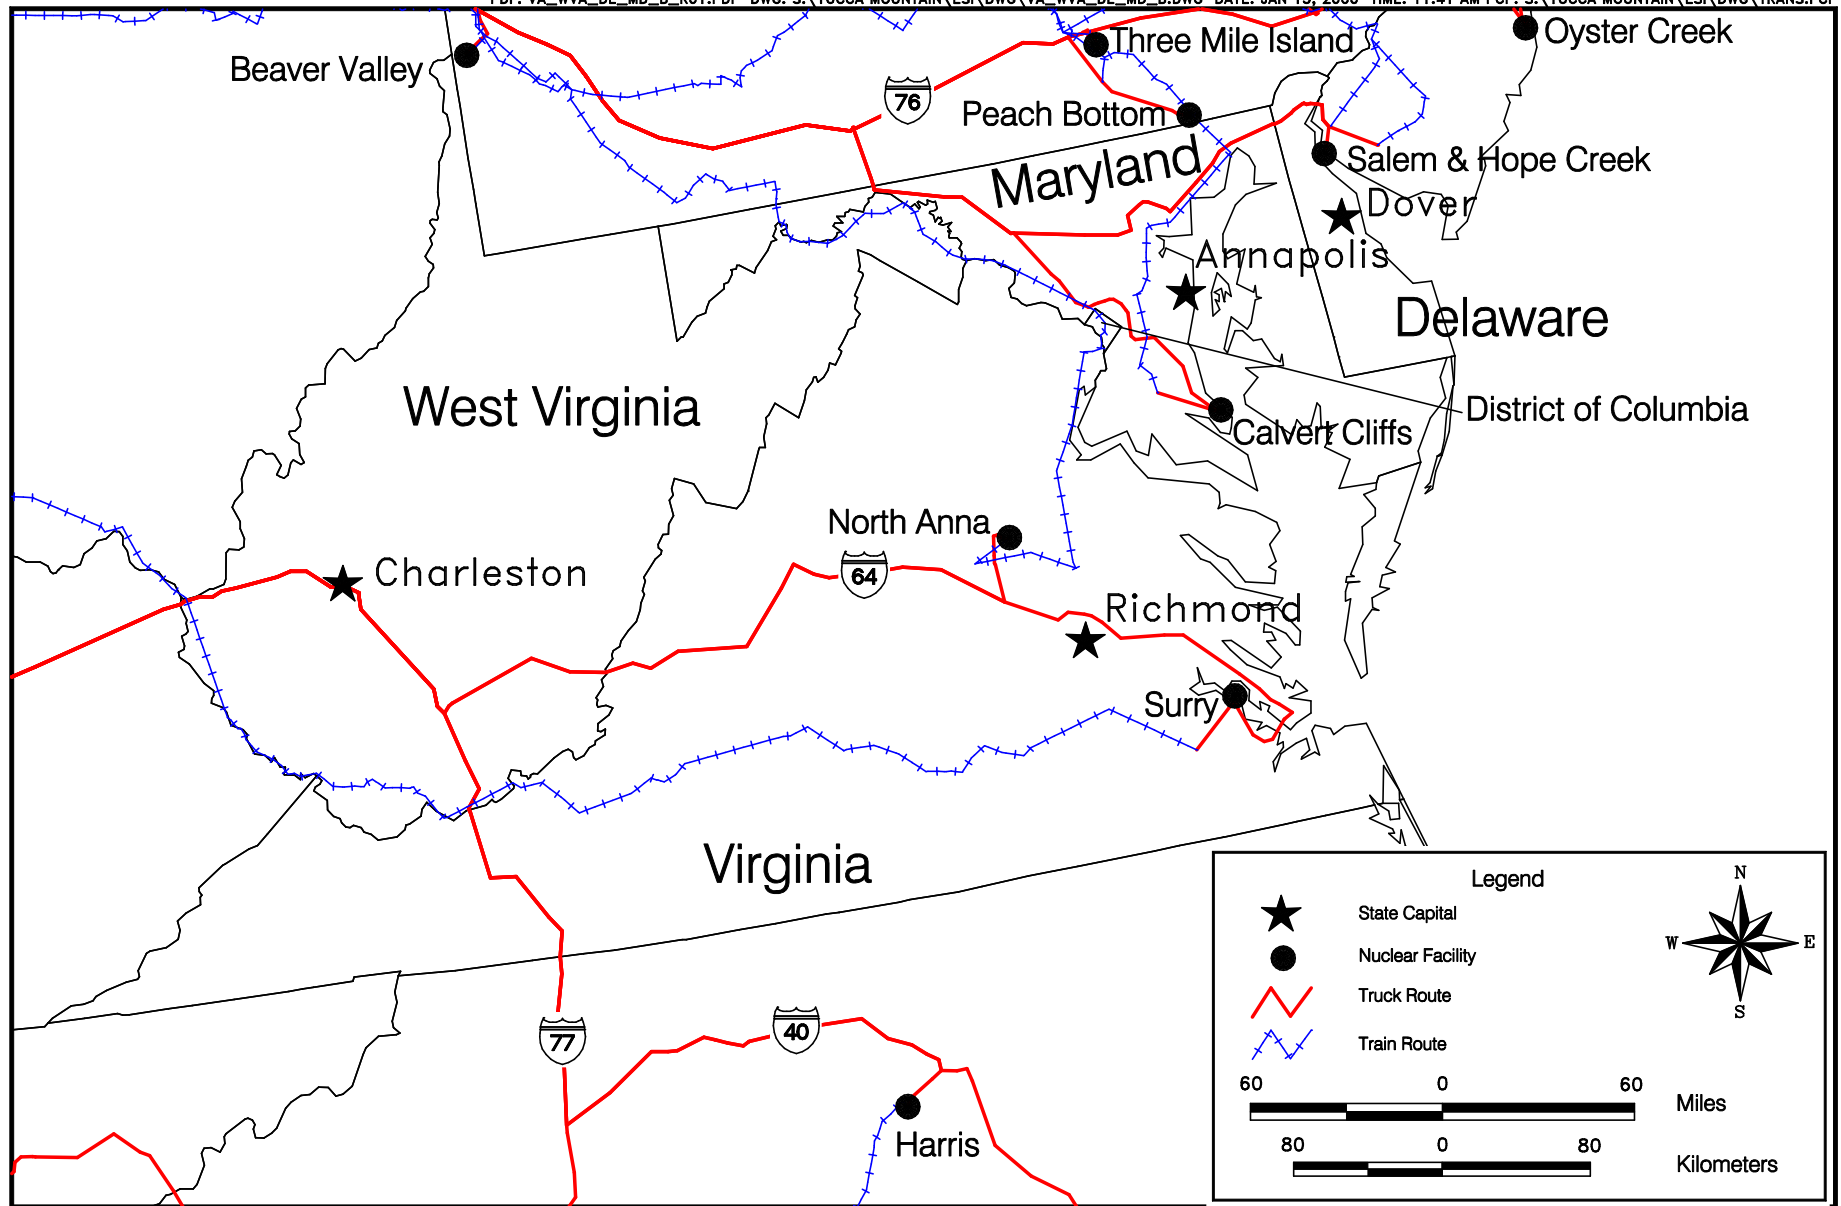 Oyster Creek
Three Mile Island
Beaver Valley
76
Peach Bottom
Maryland
Salem & Hope Creek
Dover
Annapolis
Delaware
West Virginia
District of Columbia
Calvert Cliffs
North Anna
Charleston
64
Richmond
Surry
Virginia
77
40
Harris
Legend
State Capital
Nuclear Facility
Truck Route
Train Route
N
W
E
S
60 0 60
Miles
80 0 80
Kilometers